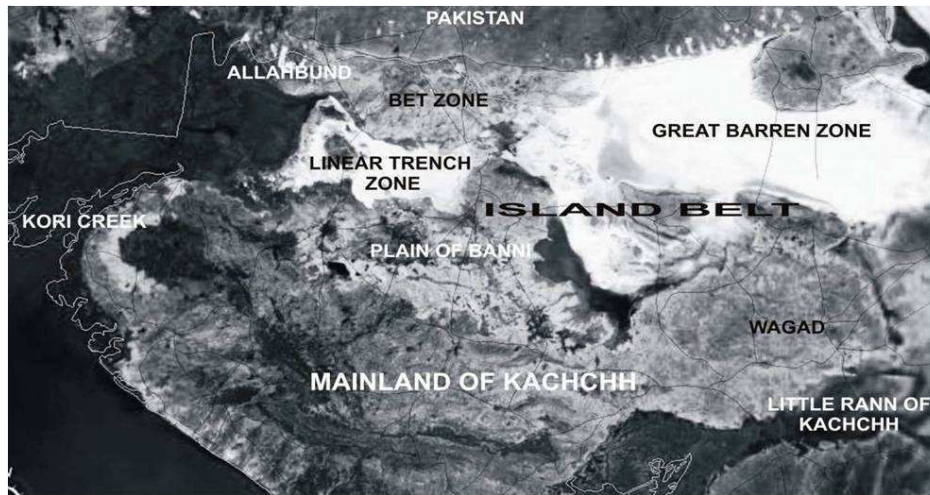 PAKISTAN
ALLAHBUND
BET ZONE
GREAT BARREN ZONE
LINEAR TRENCH
ZONE
ISLAND BELT
KORI CREEK
PLAIN OF BANNI
WAGAD
MAINLAND OF KACHCHH
LITTLE RANN OF
KACHCHH